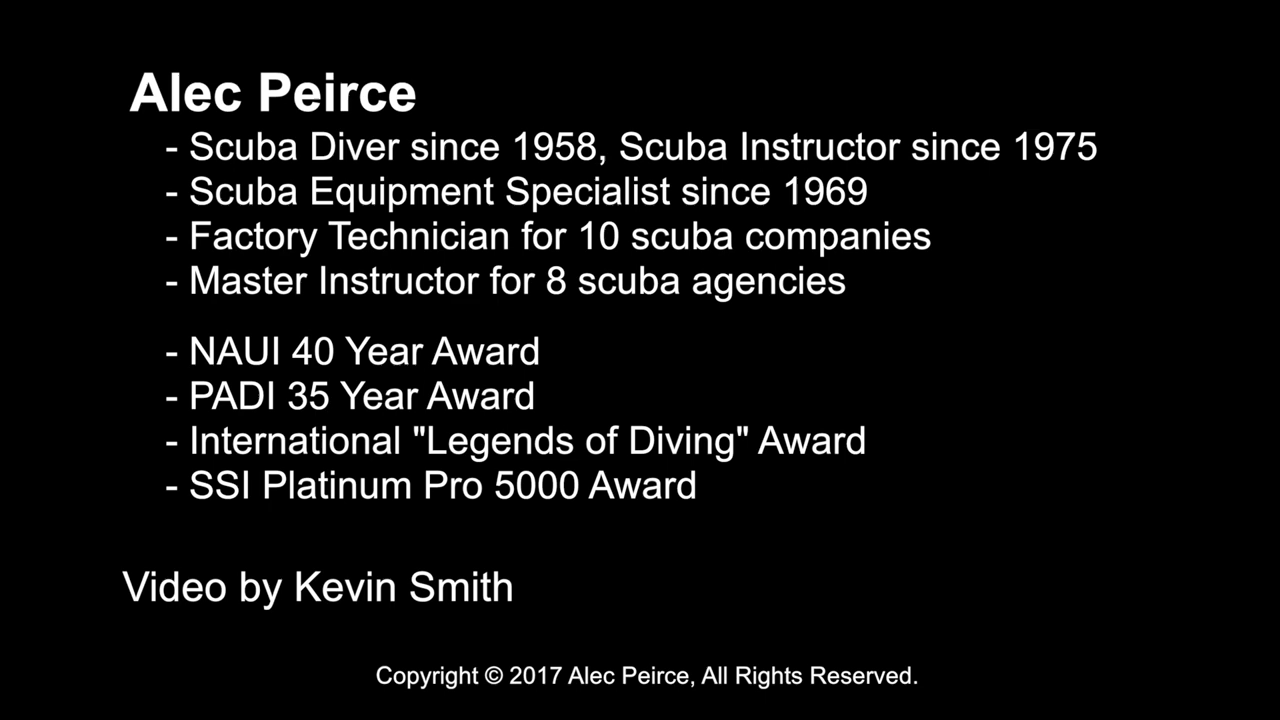 Alec Peirce
- Scuba Diver since 1958, Scuba Instructor since 1975
- Scuba Equipment Specialist since 1969
- Factory Technician for 10 scuba companies
- Master Instructor for 8 scuba agencies
- NAUI 40 Year Award
- PADI 35 Year Award
- International "Legends of Diving" Award
- SSI Platinum Pro 5000 Award
Video by Kevin Smith
Copyright © 2017 Alec Peirce, All Rights Reserved.